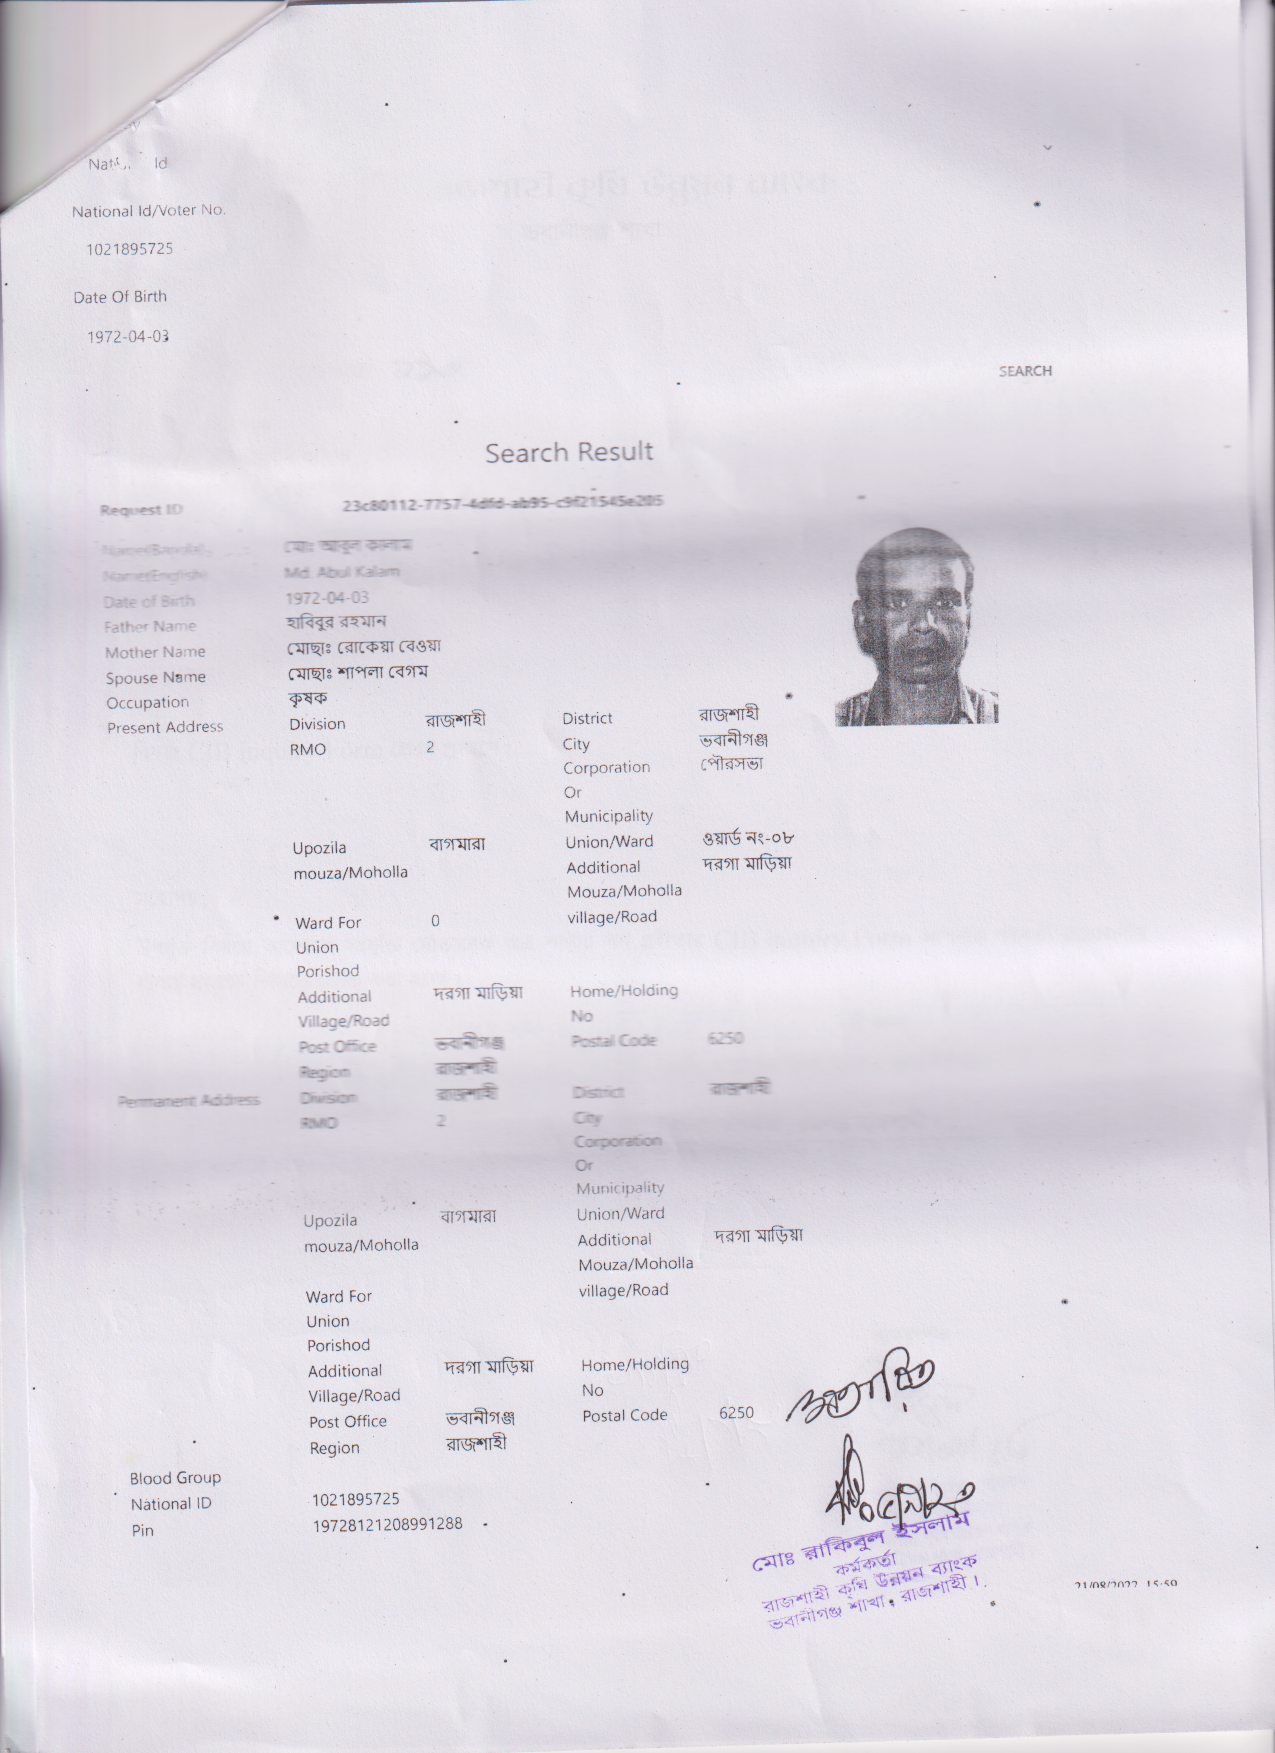 Id
National Id/Voter No.
1021895725
Date Of Birth
1972-04-03
SEARCH
Search Result
Request ID 23c80112-7757-4dfd-ab95-c9f21545e205
Name(Bangla) মোঃ আবুল কালাম
Name(English) Md. Abul Kalam
Date of Birth 1972-04-03
Father Name হাবিবুর রহমান
Mother Name মোছাঃ রোকেয়া বেওয়া
Spouse Name মোছাঃ শাপলা বেগম
Occupation কৃষক
Present Address Division রাজশাহী District রাজশাহী
RMO 2 City ভবানীগঞ্জ
Corporation পৌরসভা
Or
Municipality
Upozila বাগমারা Union/Ward ওয়ার্ড নং-০৮
mouza/Moholla Additional দরগা মাড়িয়া
Mouza/Moholla
Ward For 0 village/Road
Union
Porishod
Additional দরগা মাড়িয়া Home/Holding
Village/Road No
Post Office ভবানীগঞ্জ Postal Code 6250
Region রাজশাহী
Permanent Address Division রাজশাহী District রাজশাহী
RMO 2 City
Corporation
Or
Municipality
Upozila বাগমারা Union/Ward
mouza/Moholla Additional দরগা মাড়িয়া
Mouza/Moholla
Ward For village/Road
Union
Porishod
Additional দরগা মাড়িয়া Home/Holding
Village/Road No
Post Office ভবানীগঞ্জ Postal Code 6250
Region রাজশাহী
Blood Group
National ID 1021895725
Pin 19728121208991288
মোঃ রাকিবুল ইসলাম
কর্মকর্তা
রাজশাহী কৃষি উন্নয়ন ব্যাংক
ভবানীগঞ্জ শাখা, রাজশাহী।
21/08/2022, 15:59